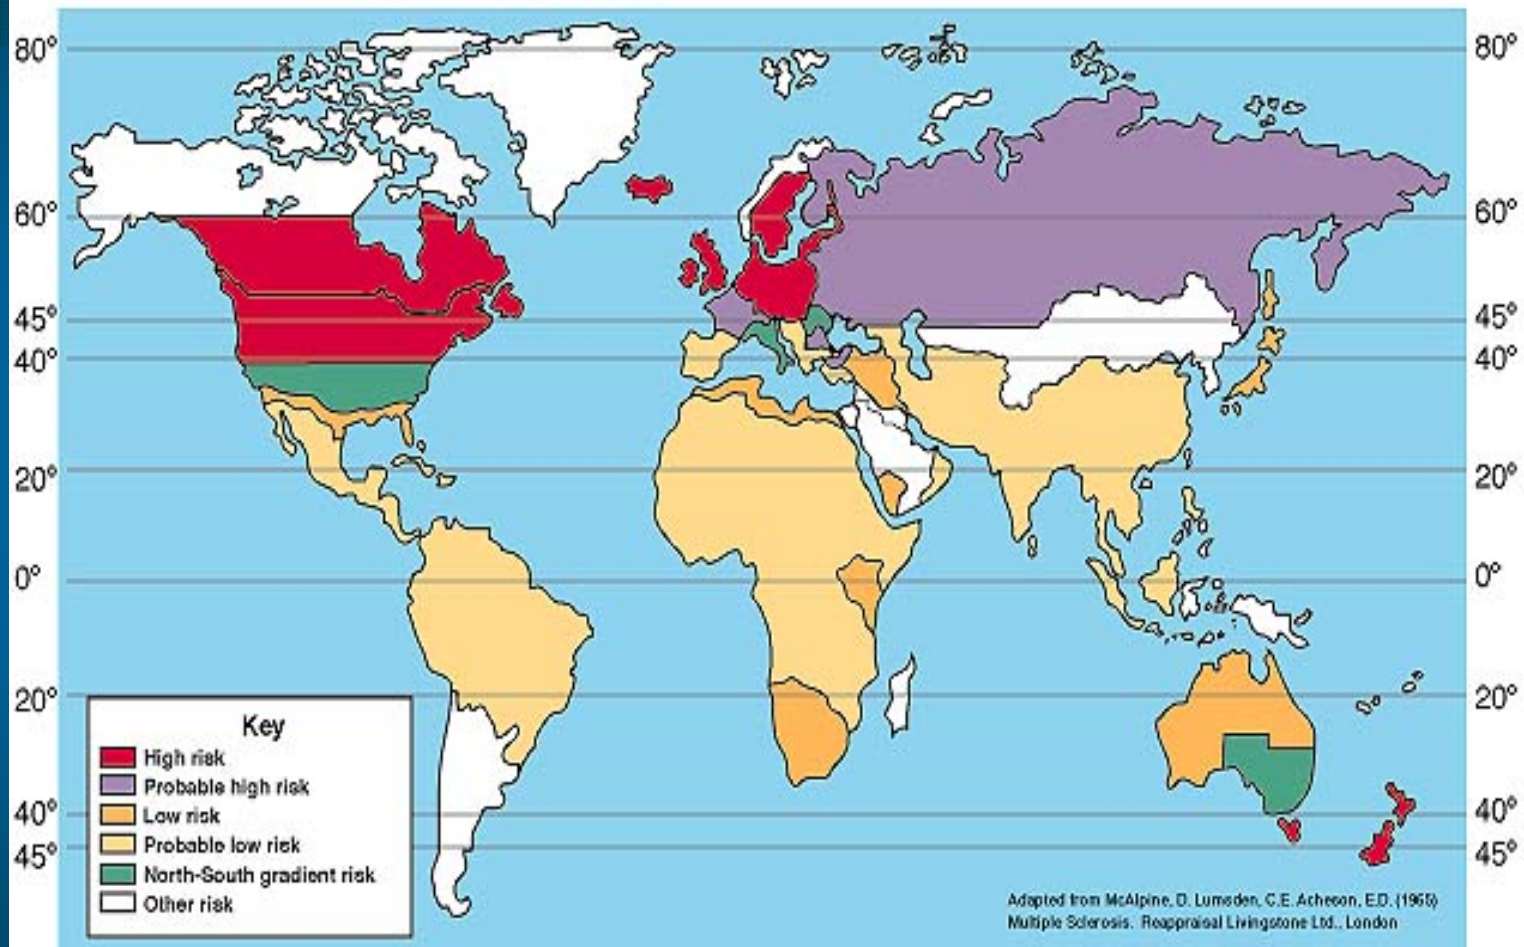 80°
80°
60°
60°
45°
45°
40°
40°
20°
20°
0°
0°
20°
20°
40°
40°
45°
45°
Key
High risk
Probable high risk
Low risk
Probable low risk
North-South gradient risk
Other risk
Adapted from McAlpine, D. Lumsden, C.E. Acheson, E.D. (1965)
Multiple Sclerosis. Reappraisal Livingstone Ltd., London